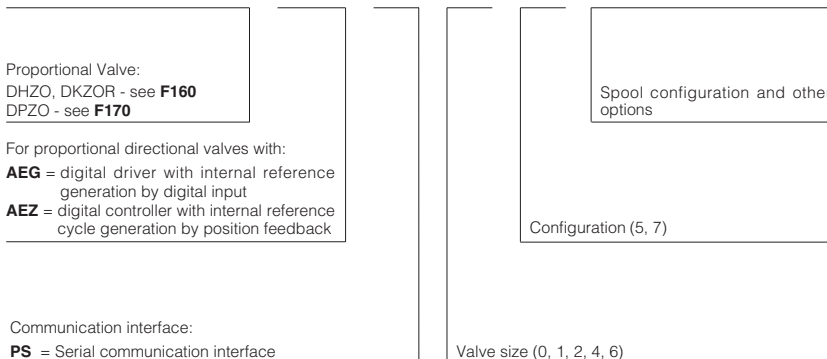 Proportional Valve:
DHZO, DKZOR - see F160
DPZO - see F170
For proportional directional valves with:
AEG = digital driver with internal reference
generation by digital input
AEZ = digital controller with internal reference
cycle generation by position feedback
Communication interface:
PS = Serial communication interface
Spool configuration and othe
options
Configuration (5, 7)
Valve size (0, 1, 2, 4, 6)